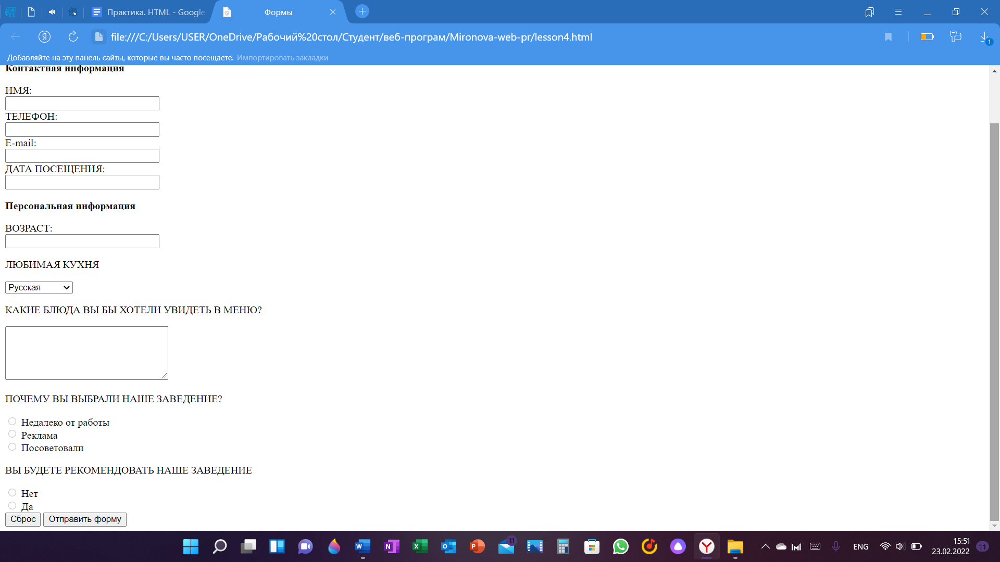 Практика. HTML - Google
Формы
file:///C:/Users/USER/OneDrive/Рабочий%20стол/Студент/веб-програм/Mironova-web-pr/lesson4.html
1
Добавляйте на эту панель сайты, которые вы часто посещаете. Импортировать закладки
Контактная информация
ИМЯ:
ТЕЛЕФОН:
E-mail:
ДАТА ПОСЕЩЕНИЯ:
Персональная информация
ВОЗРАСТ:
ЛЮБИМАЯ КУХНЯ
Русская
КАКИЕ БЛЮДА ВЫ БЫ ХОТЕЛИ УВИДЕТЬ В МЕНЮ?
ПОЧЕМУ ВЫ ВЫБРАЛИ НАШЕ ЗАВЕДЕНИЕ?
Недалеко от работы
Реклама
Посоветовали
ВЫ БУДЕТЕ РЕКОМЕНДОВАТЬ НАШЕ ЗАВЕДЕНИЕ
Нет
Да
Сброс Отправить форму
11
ENG
15:51
23.02.2022
11